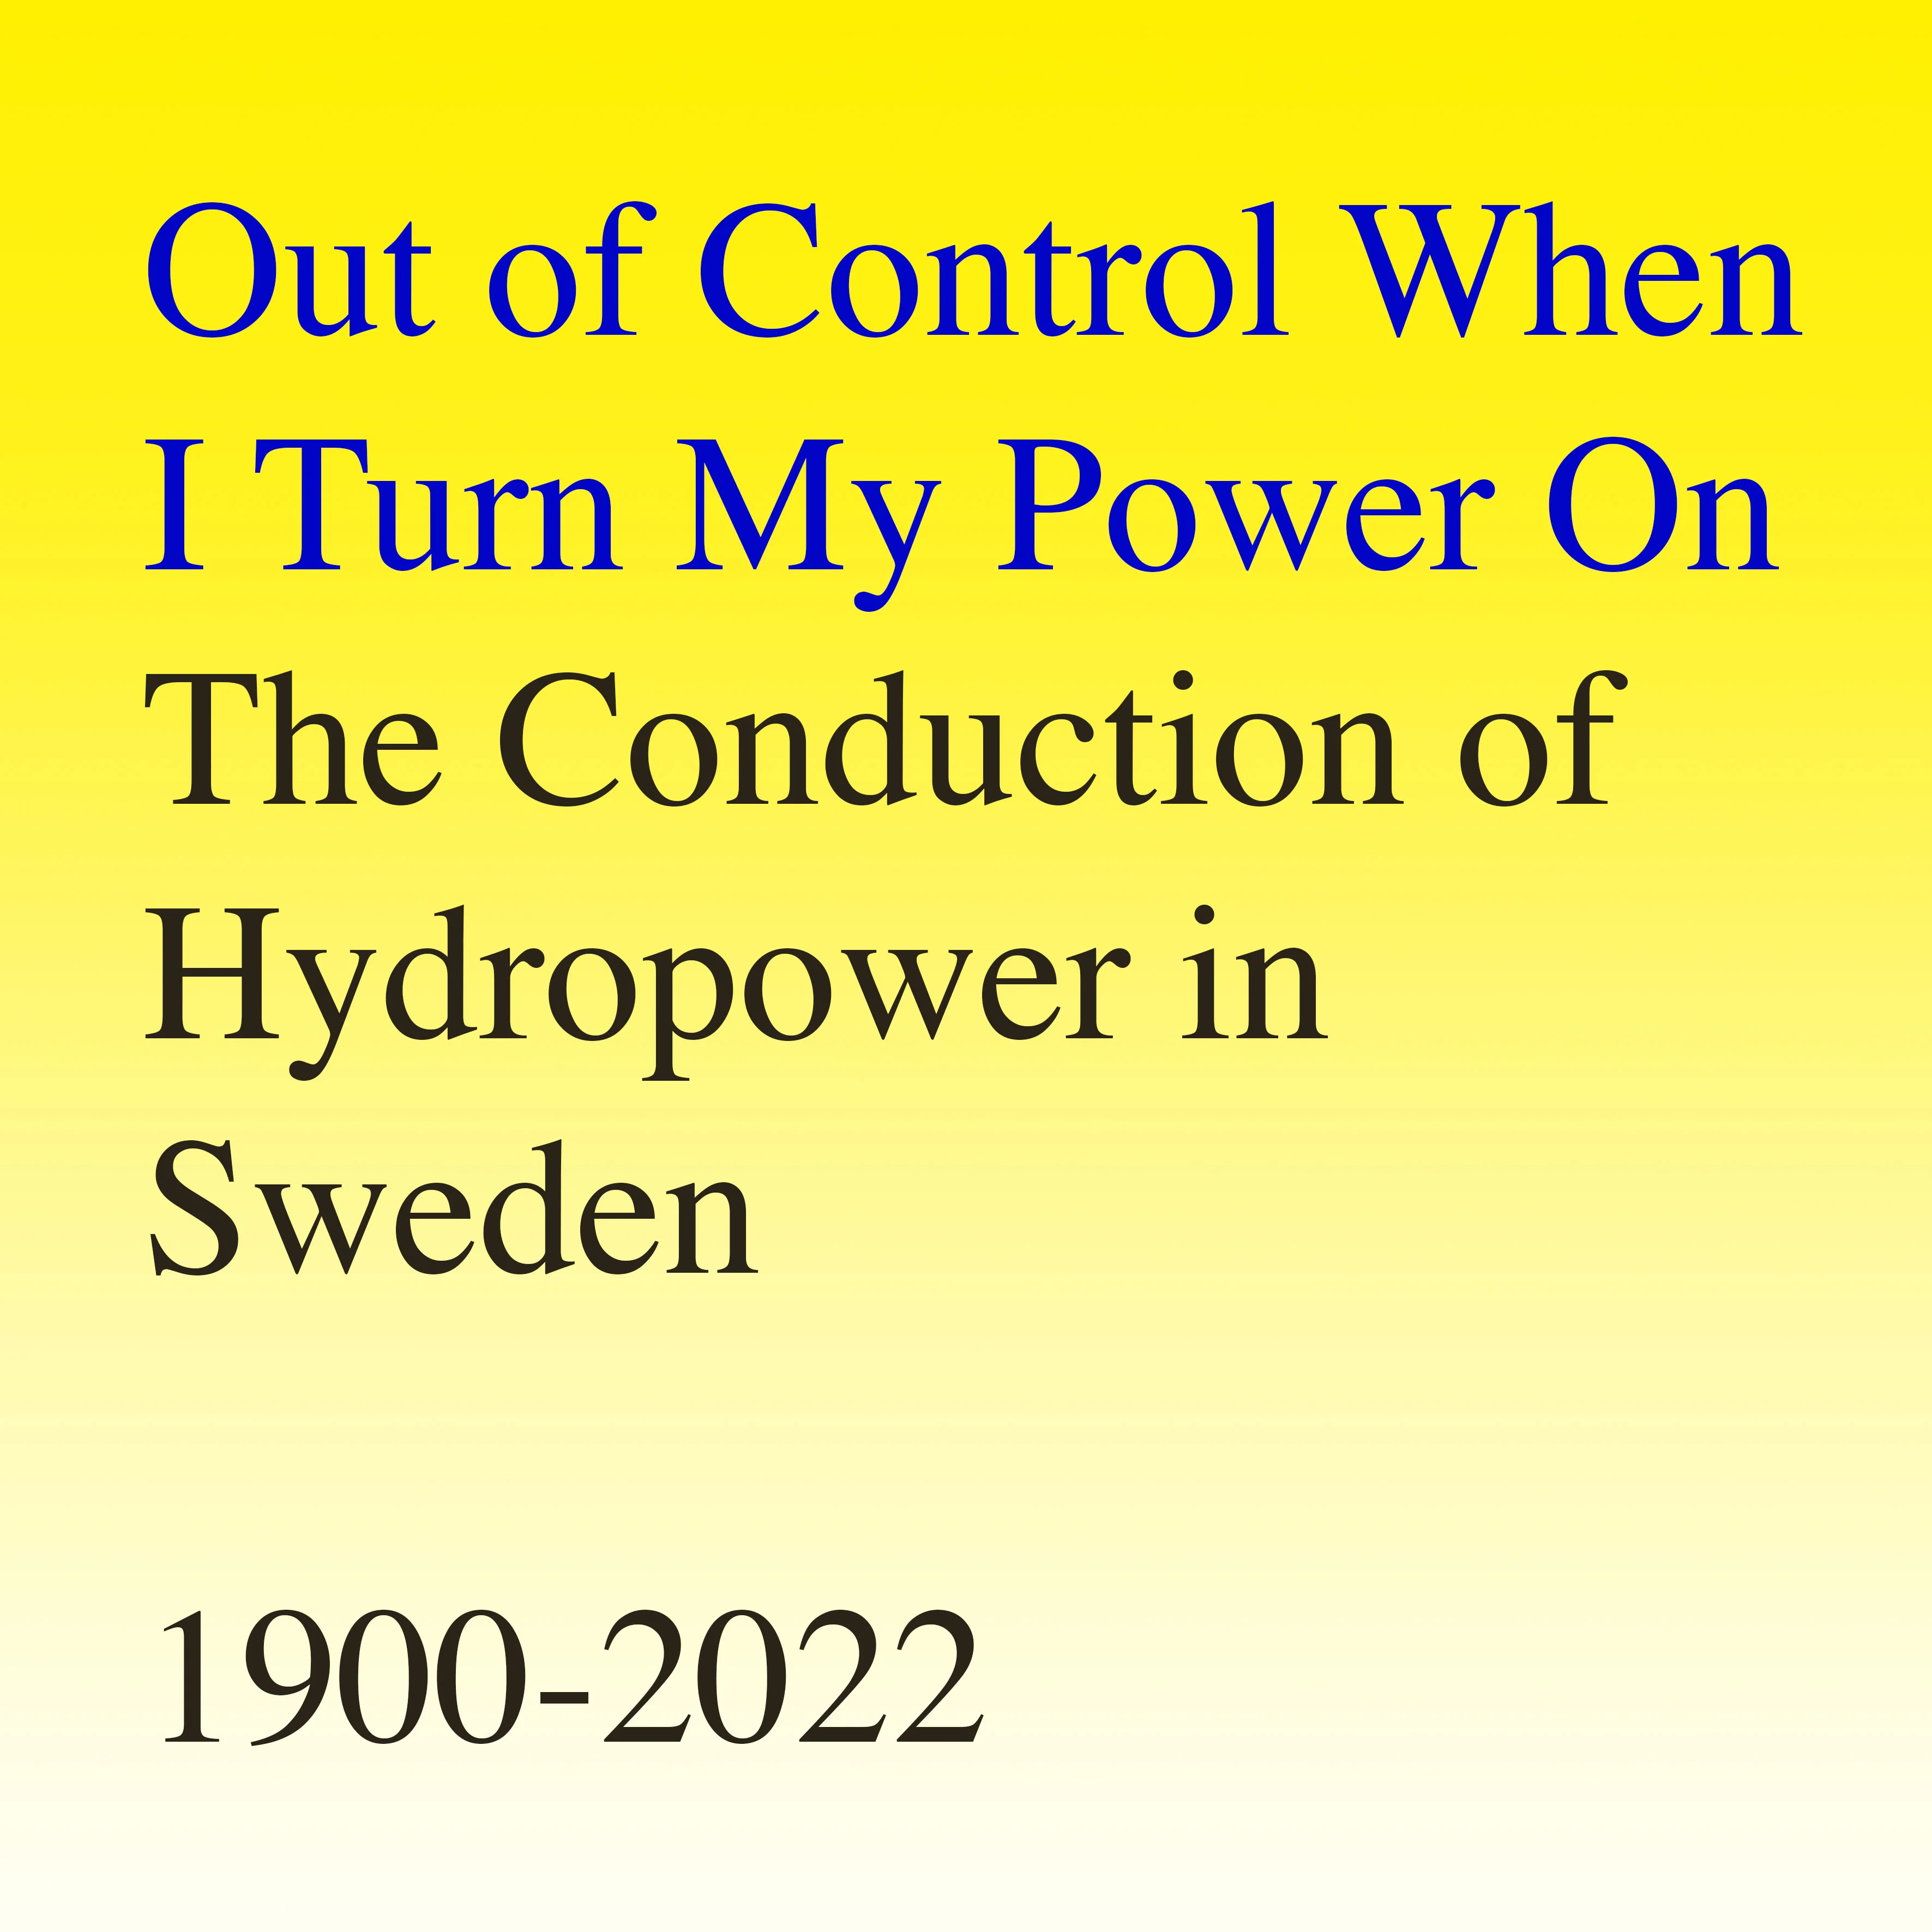 Out of Control When
I Turn My Power On
The Conduction of
Hydropower in
Sweden
1900-2022